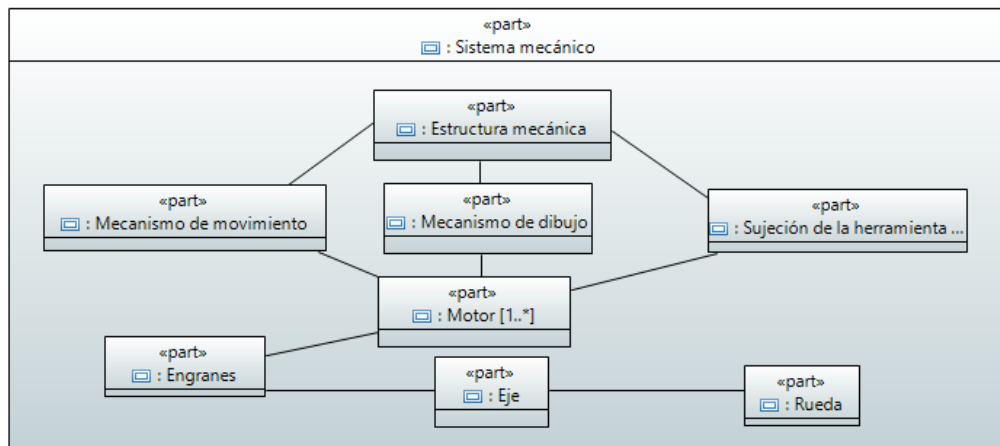 «part»
: Sistema mecánico
«part»
: Estructura mecánica
«part»
: Mecanismo de movimiento
«part»
: Mecanismo de dibujo
«part»
: Sujeción de la herramienta ...
«part»
: Motor [1..*]
«part»
: Engranes
«part»
: Eje
«part»
: Rueda